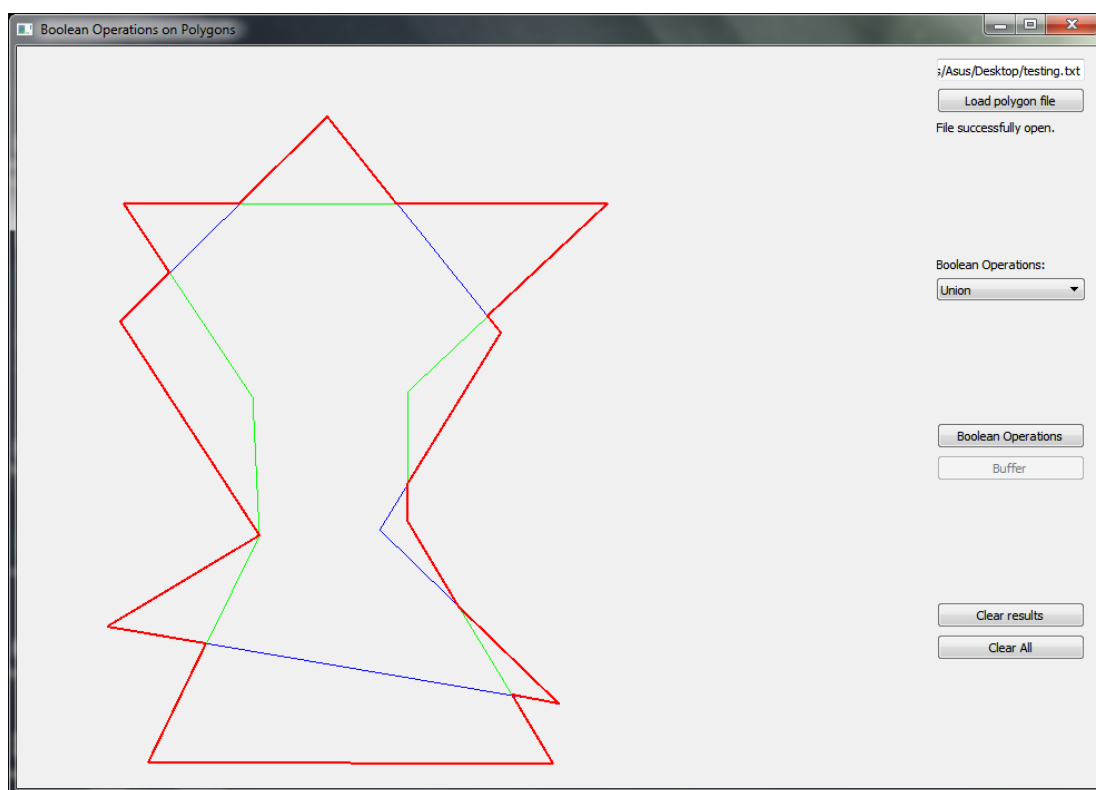 Boolean Operations on Polygons
s/Asus/Desktop/testing.txt
Load polygon file
File successfully open.
Boolean Operations:
Union
Boolean Operations
Buffer
Clear results
Clear All